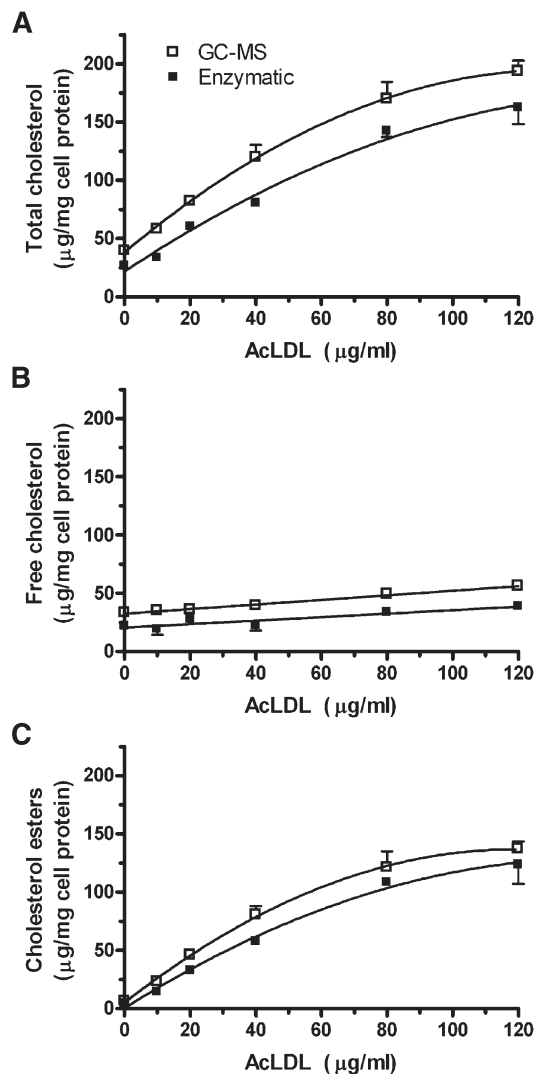 A
GC-MS
Enzymatic
Total cholesterol
(μg/mg cell protein)
200
150
100
50
0
0 20 40 60 80 100 120
AcLDL ( μg/ml)
B
Free cholesterol
(μg/mg cell protein)
200
150
100
50
0
0 20 40 60 80 100 120
AcLDL ( μg/ml)
C
Cholesterol esters
(μg/mg cell protein)
200
150
100
50
0
0 20 40 60 80 100 120
AcLDL ( μg/ml)